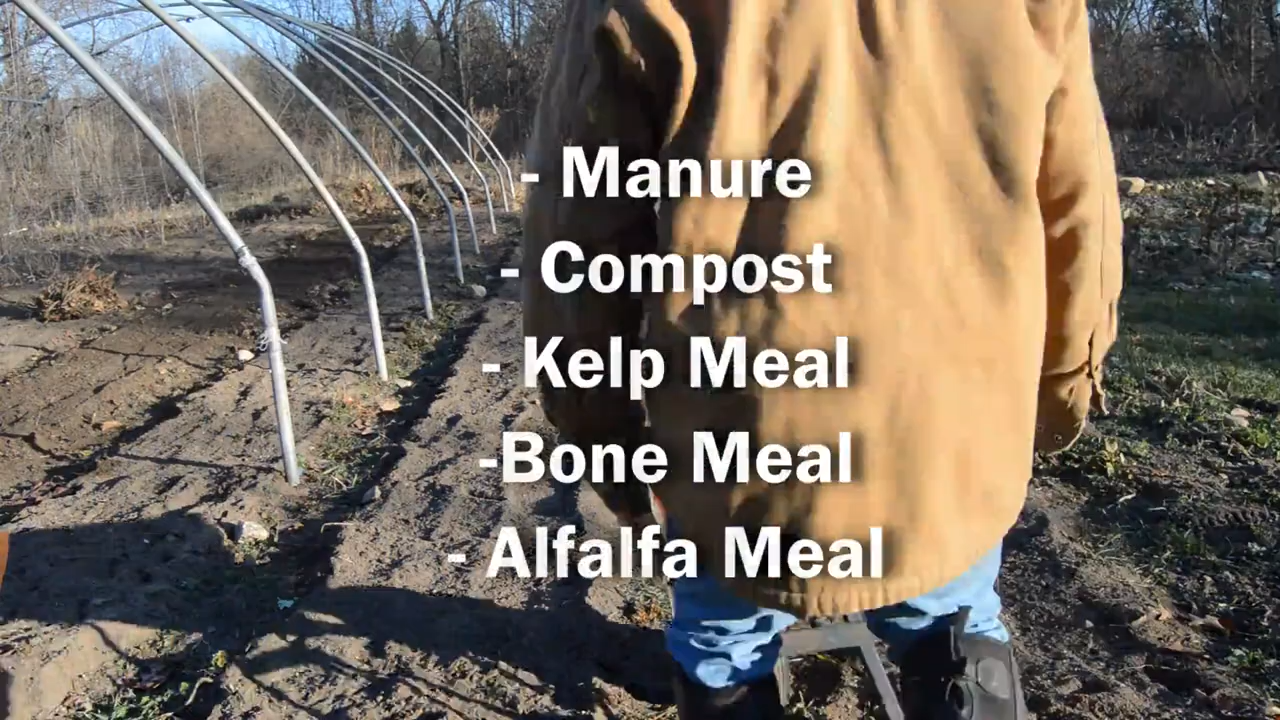 - Manure
- Compost
- Kelp Meal
-Bone Meal
- Alfalfa Meal